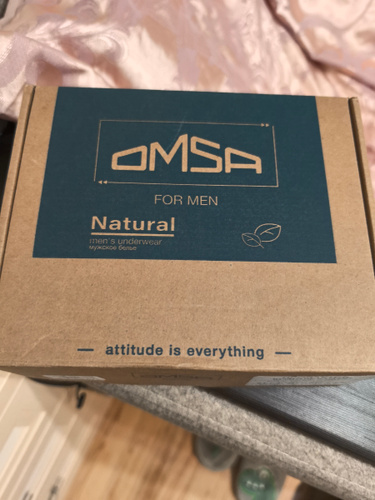 OMSA
FOR MEN
Natural
men's underwear
мужское белье
— attitude is everything —